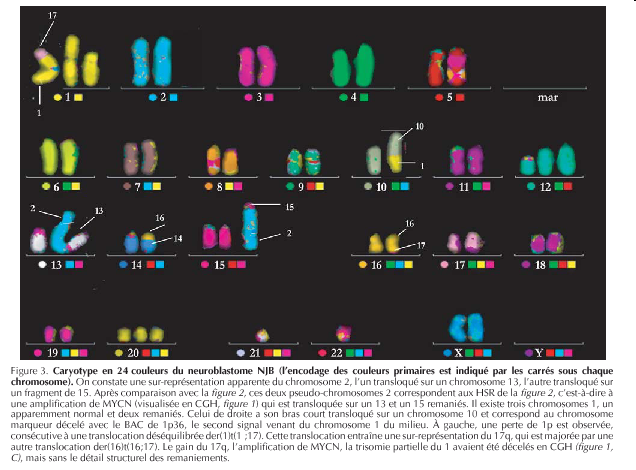 17
1
1
2
3
4
5
mar
10
1
6
7
8
9
10
11
12
2
13
16
14
15
2
16
17
13
14
15
16
17
18
19
20
21
22
X
Y
Figure 3. Caryotype en 24 couleurs du neuroblastome NJB (l'encodage des couleurs primaires est indiqué par les carrés sous chaque
chromosome). On constate une sur-représentation apparente du chromosome 2, l'un transloqué sur un chromosome 13, l'autre transloqué sur
un fragment de 15. Après comparaison avec la figure 2, ces deux pseudo-chromosomes 2 correspondent aux HSR de la figure 2, c'est-à-dire à
une amplification de MYCN (visualisée en CGH, figure 1) qui est transloquée sur un 13 et un 15 remaniés. Il existe trois chromosomes 1, un
apparemment normal et deux remaniés. Celui de droite a son bras court transloqué sur un chromosome 10 et correspond au chromosome
marqueur décelé avec le BAC de 1p36, le second signal venant du chromosome 1 du milieu. À gauche, une perte de 1p est observée,
consécutive à une translocation déséquilibrée der(1)t(1 ;17). Cette translocation entraîne une sur-représentation du 17q, qui est majorée par une
autre translocation der(16)t(16;17). Le gain du 17q, l'amplification de MYCN, la trisomie partielle du 1 avaient été décelés en CGH (figure 1,
C), mais sans le détail structurel des remaniements.